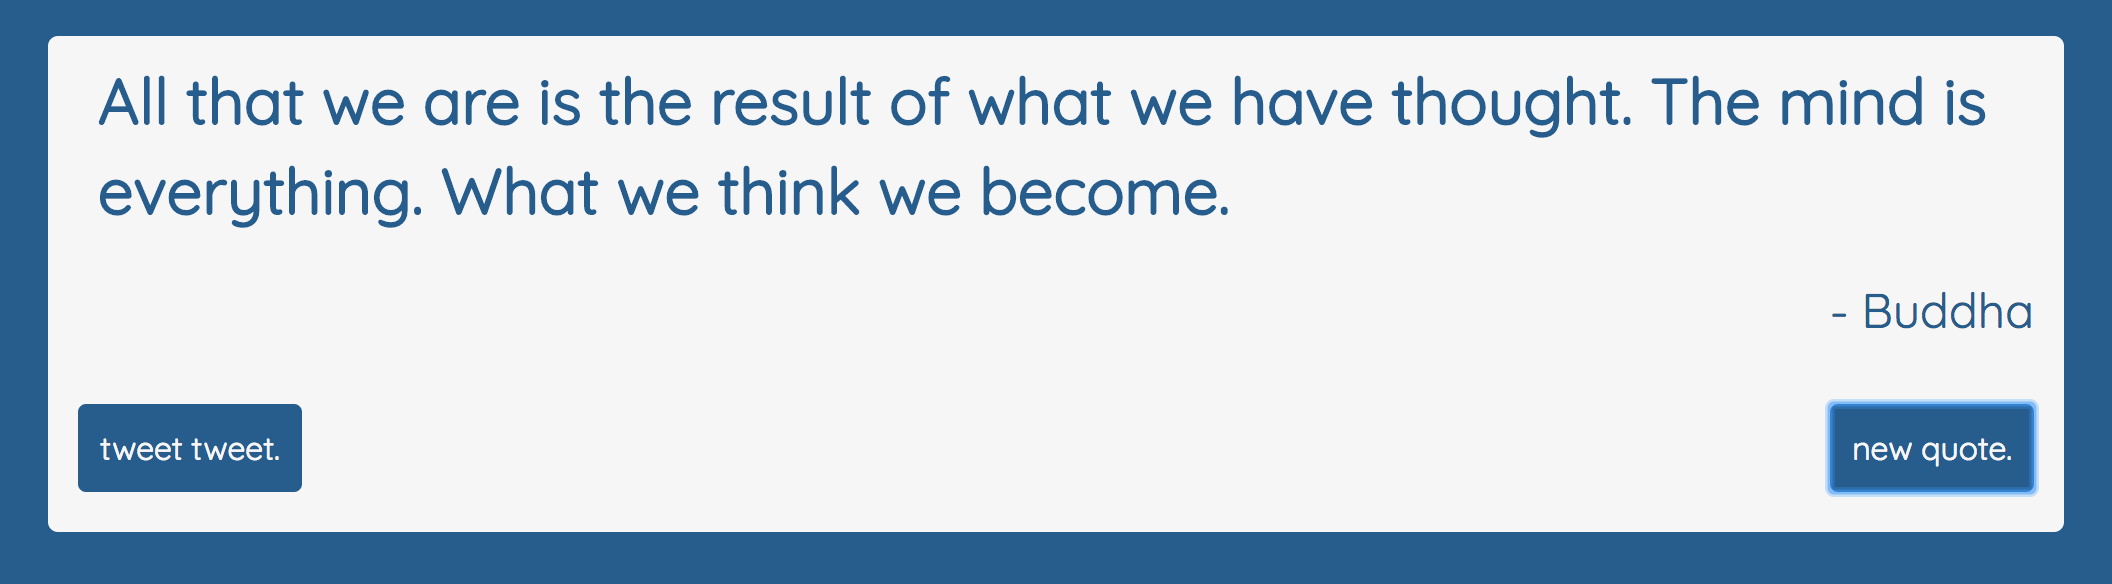 All that we are is the result of what we have thought. The mind is
everything. What we think we become.
- Buddha
tweet tweet.
new quote.